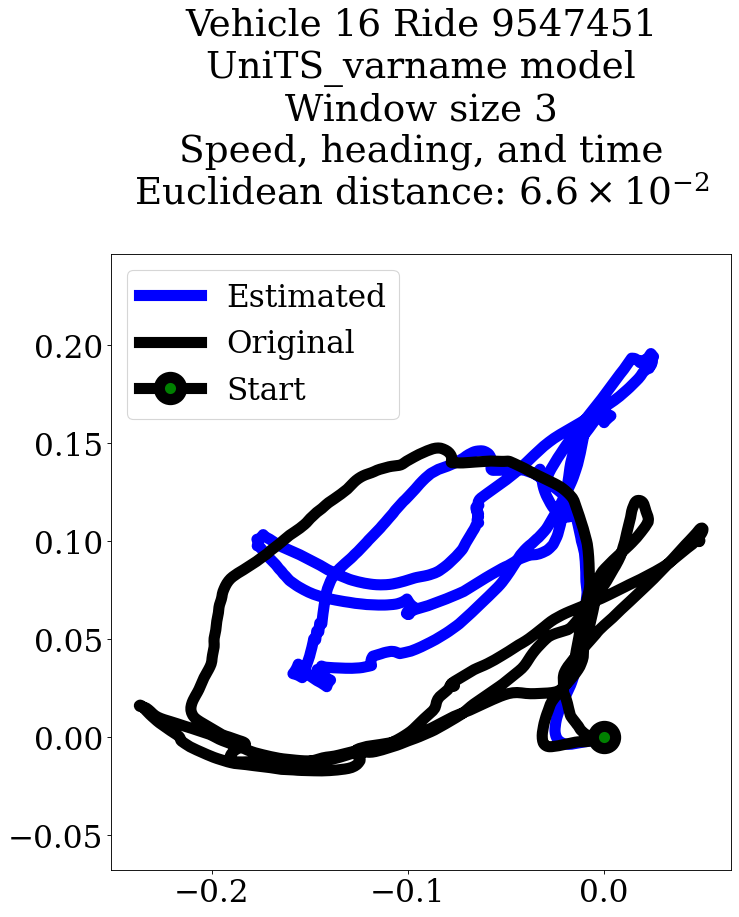 Vehicle 16 Ride 9547451
UniTS_varname model
Window size 3
Speed, heading, and time
Euclidean distance: 6.6 × 10⁻²
Estimated
Original
Start
0.20
0.15
0.10
0.05
0.00
−0.05
−0.2
−0.1
0.0